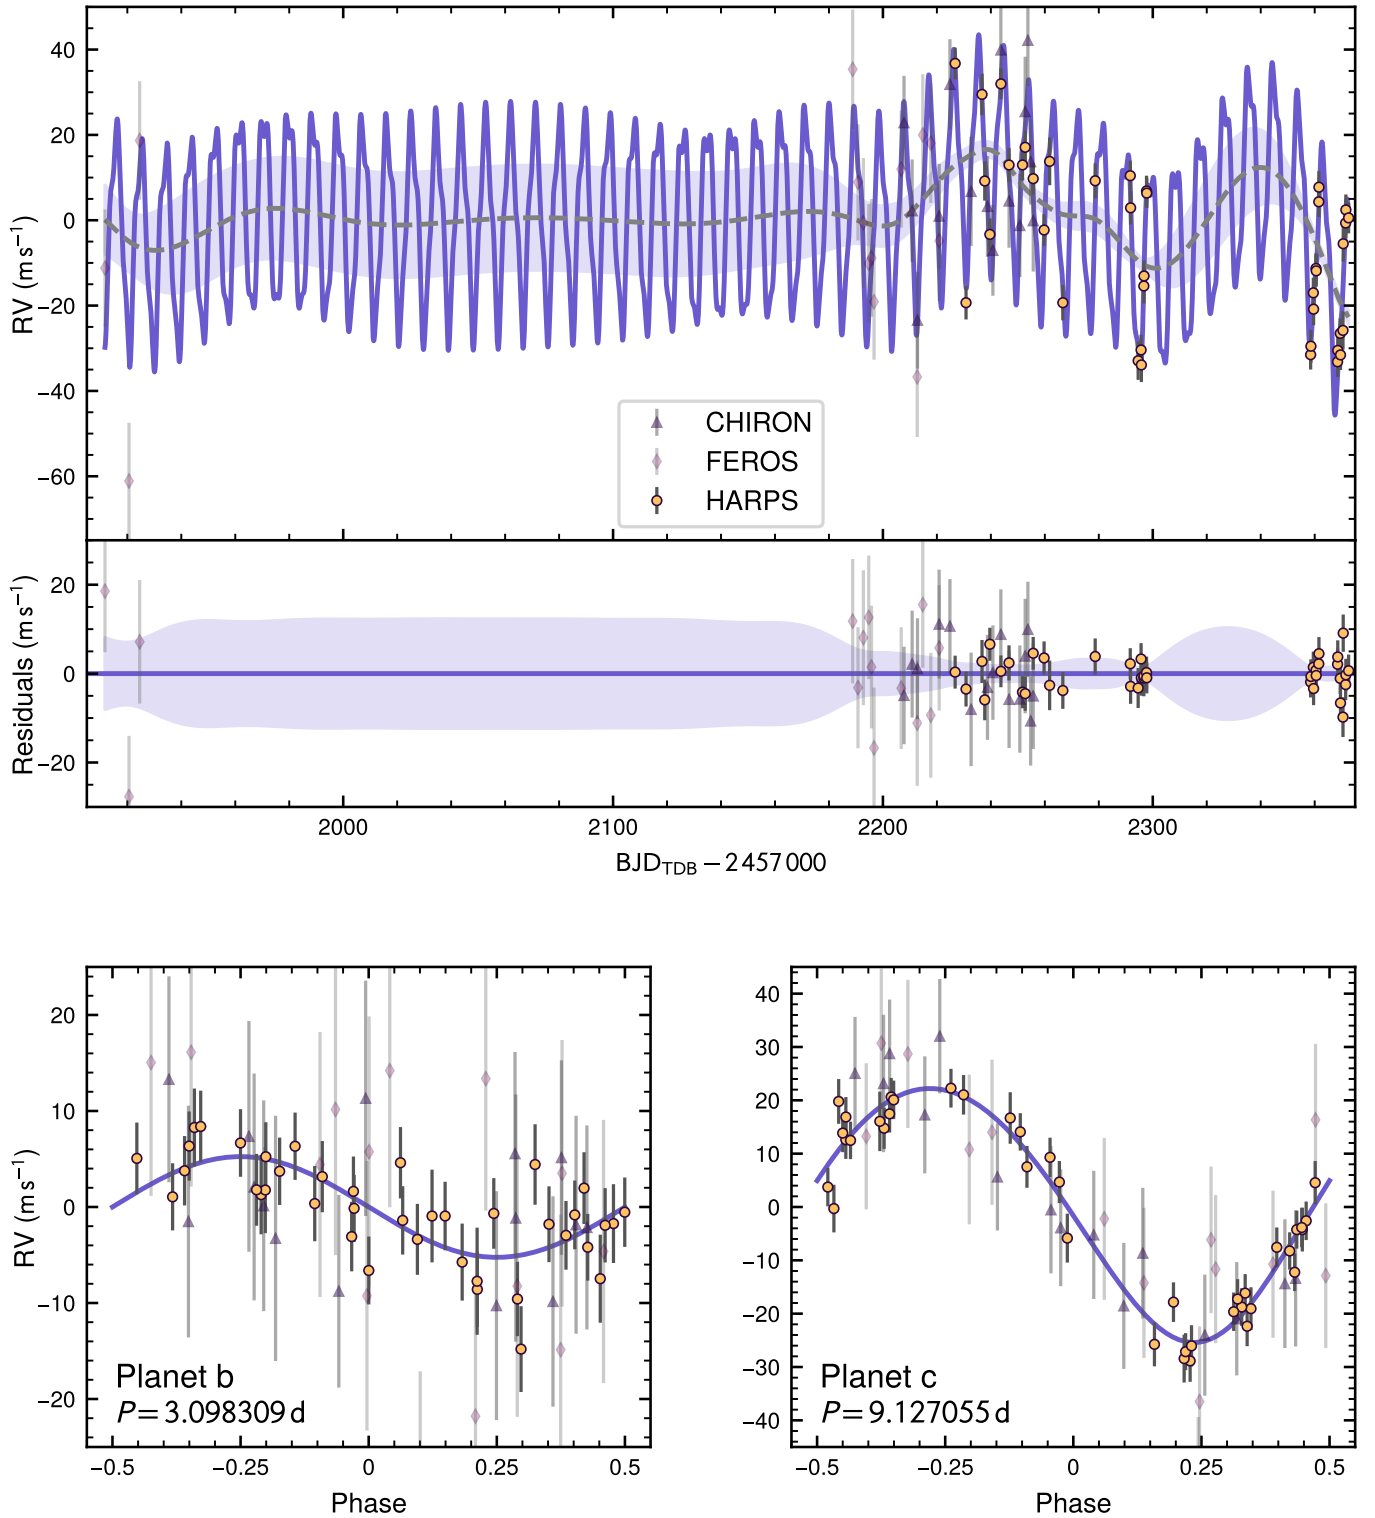 40
20
0
−20
−40
−60
RV (m s⁻¹)
CHIRON
FEROS
HARPS
20
0
−20
Residuals (m s⁻¹)
2000 2100 2200 2300
BJD_TDB − 2 457 000
20
10
0
−10
−20
RV (m s⁻¹)
Planet b
P = 3.098309 d
−0.5 −0.25 0 0.25 0.5
Phase
40
30
20
10
0
−10
−20
−30
−40
Planet c
P = 9.127055 d
−0.5 −0.25 0 0.25 0.5
Phase